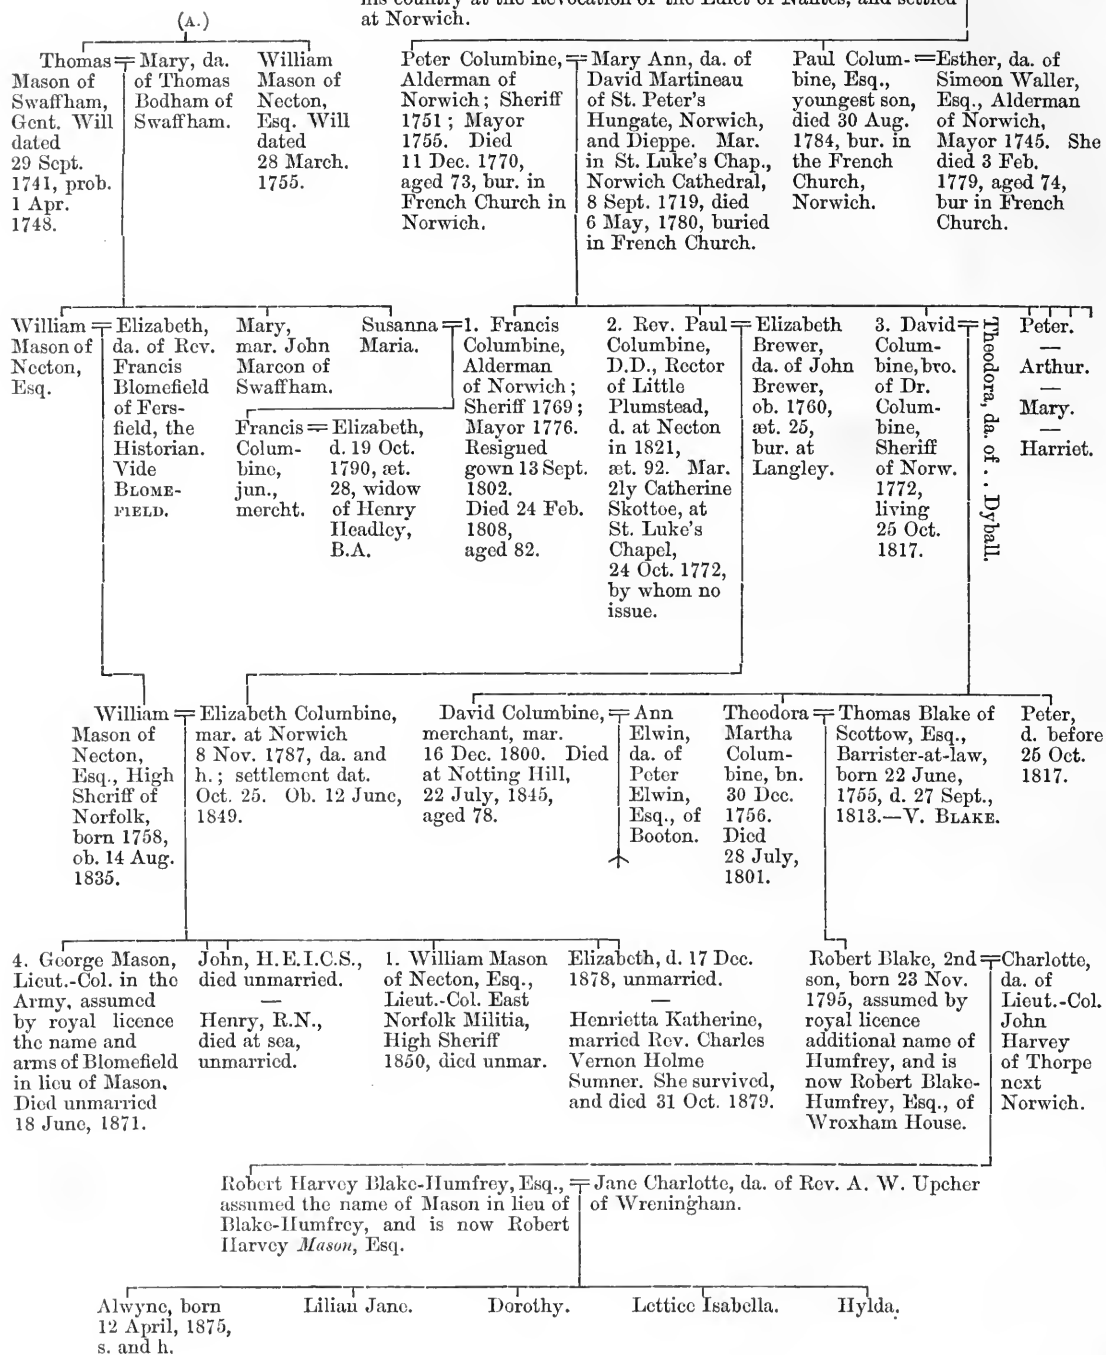 his country at the Revocation of the Edict of Nantes, and settled
at Norwich.
(A.)
Thomas
Mason of
Swaffham,
Gent. Will
dated
29 Sept.
1741, prob.
1 Apr.
1748.
Mary, da.
of Thomas
Bodham of
Swaffham.
William
Mason of
Necton,
Esq. Will
dated
28 March.
1755.
Peter Columbine,
Alderman of
Norwich; Sheriff
1751; Mayor
1755. Died
11 Dec. 1770,
aged 73, bur. in
French Church in
Norwich.
Mary Ann, da. of
David Martineau
of St. Peter's
Hungate, Norwich,
and Dieppe. Mar.
in St. Luke's Chap.,
Norwich Cathedral,
8 Sept. 1719, died
6 May, 1780, buried
in French Church.
Paul Colum-
bine, Esq.,
youngest son,
died 30 Aug.
1784, bur. in
the French
Church,
Norwich.
Esther, da. of
Simeon Waller,
Esq., Alderman
of Norwich,
Mayor 1745. She
died 3 Feb.
1779, aged 74,
bur in French
Church.
William
Mason of
Necton,
Esq.
Elizabeth,
da. of Rev.
Francis
Blomefield
of Fers-
field, the
Historian.
Vide
BLOME-
FIELD.
Mary,
mar. John
Marcon of
Swaffham.
Susanna
Maria.
1. Francis
Columbine,
Alderman
of Norwich;
Sheriff 1769;
Mayor 1776.
Resigned
gown 13 Sept.
1802.
Died 24 Feb.
1808,
aged 82.
Francis
Colum-
bine,
jun.,
mercht.
Elizabeth,
d. 19 Oct.
1790, æt.
28, widow
of Henry
Headley,
B.A.
2. Rev. Paul
Columbine,
D.D., Rector
of Little
Plumstead,
d. at Necton
in 1821,
æt. 92. Mar.
2ly Catherine
Skottoe, at
St. Luke's
Chapel,
24 Oct. 1772,
by whom no
issue.
Elizabeth
Brewer,
da. of John
Brewer,
ob. 1760,
æt. 25,
bur. at
Langley.
3. David
Colum-
bine, bro.
of Dr.
Colum-
bine,
Sheriff
of Norw.
1772,
living
25 Oct.
1817.
Theodora, da. of . . Dyball.
Peter.
—
Arthur.
—
Mary.
—
Harriet.
William
Mason of
Necton,
Esq., High
Sheriff of
Norfolk,
born 1758,
ob. 14 Aug.
1835.
Elizabeth Columbine,
mar. at Norwich
8 Nov. 1787, da. and
h.; settlement dat.
Oct. 25. Ob. 12 June,
1849.
David Columbine,
merchant, mar.
16 Dec. 1800. Died
at Notting Hill,
22 July, 1845,
aged 78.
Ann
Elwin,
da. of
Peter
Elwin,
Esq., of
Booton.
Theodora
Martha
Colum-
bine, bn.
30 Dec.
1756.
Died
28 July,
1801.
Thomas Blake of
Scottow, Esq.,
Barrister-at-law,
born 22 June,
1755, d. 27 Sept.,
1813.—V. BLAKE.
Peter,
d. before
25 Oct.
1817.
4. George Mason,
Lieut.-Col. in the
Army, assumed
by royal licence
the name and
arms of Blomefield
in lieu of Mason.
Died unmarried
18 June, 1871.
John, H.E.I.C.S.,
died unmarried.
—
Henry, R.N.,
died at sea,
unmarried.
1. William Mason
of Necton, Esq.,
Lieut.-Col. East
Norfolk Militia,
High Sheriff
1850, died unmar.
Elizabeth, d. 17 Dec.
1878, unmarried.
—
Henrietta Katherine,
married Rev. Charles
Vernon Holme
Sumner. She survived,
and died 31 Oct. 1879.
Robert Blake, 2nd
son, born 23 Nov.
1795, assumed by
royal licence
additional name of
Humfrey, and is
now Robert Blake-
Humfrey, Esq., of
Wroxham House.
Charlotte,
da. of
Lieut.-Col.
John
Harvey
of Thorpe
next
Norwich.
Robert Harvey Blake-Humfrey, Esq.,
assumed the name of Mason in lieu of
Blake-Humfrey, and is now Robert
Harvey Mason, Esq.
Jane Charlotte, da. of Rev. A. W. Upcher
of Wreningham.
Alwyne, born
12 April, 1875,
s. and h.
Lilian Jane.
Dorothy.
Lettice Isabella.
Hylda.